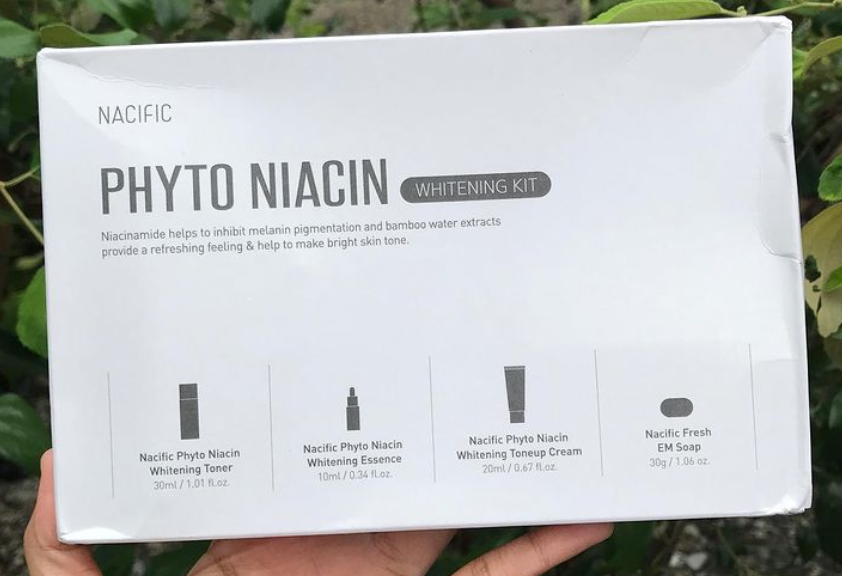 NACIFIC
PHYTO NIACIN WHITENING KIT
Niacinamide helps to inhibit melanin pigmentation and bamboo water extracts
provide a refreshing feeling & help to make bright skin tone.
Nacific Phyto Niacin
Whitening Toner
30ml / 1.01 fl.oz.
Nacific Phyto Niacin
Whitening Essence
10ml / 0.34 fl.oz.
Nacific Phyto Niacin
Whitening Toneup Cream
20ml / 0.67 fl.oz.
Nacific Fresh
EM Soap
30g / 1.06 oz.